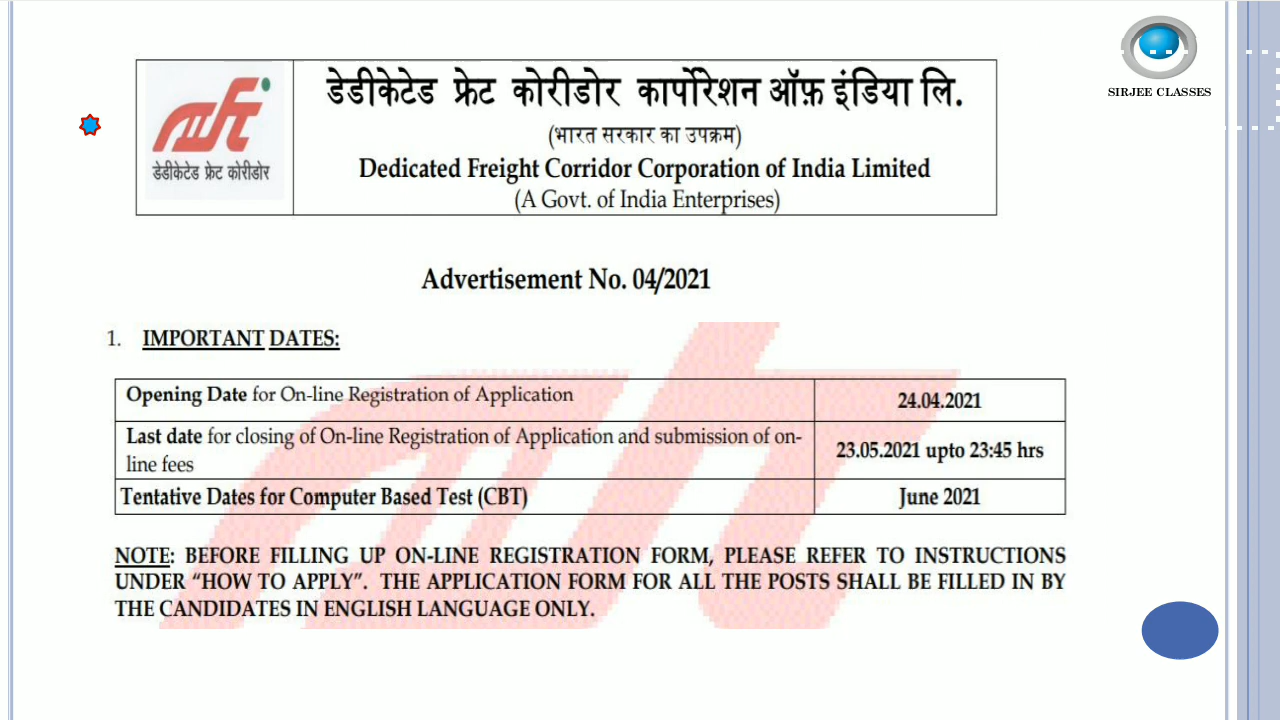 SIRJEE CLASSES
डेडीकेटेड फ्रेट कोरीडोर
डेडीकेटेड फ्रेट कोरीडोर कार्पोरेशन ऑफ़ इंडिया लि.
(भारत सरकार का उपक्रम)
Dedicated Freight Corridor Corporation of India Limited
(A Govt. of India Enterprises)
Advertisement No. 04/2021
1. IMPORTANT DATES:
Opening Date for On-line Registration of Application 24.04.2021
Last date for closing of On-line Registration of Application and submission of on-
line fees 23.05.2021 upto 23:45 hrs
Tentative Dates for Computer Based Test (CBT) June 2021
NOTE: BEFORE FILLING UP ON-LINE REGISTRATION FORM, PLEASE REFER TO INSTRUCTIONS
UNDER “HOW TO APPLY”. THE APPLICATION FORM FOR ALL THE POSTS SHALL BE FILLED IN BY
THE CANDIDATES IN ENGLISH LANGUAGE ONLY.